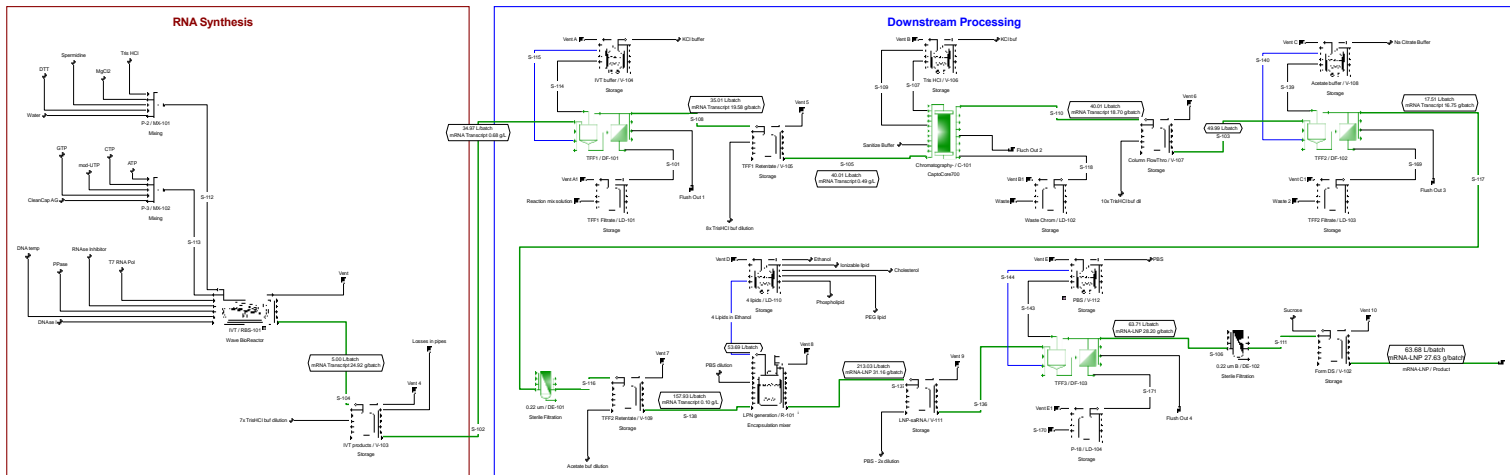 RNA Synthesis
Tris HCl
Spermidine
MgCl2
DTT
Water
P-2 / MX-101
Mixing
GTP
CTP
mod-UTP
ATP
CleanCap AG
P-3 / MX-102
Mixing
S-112
S-113
DNA temp
RNAse Inhibitor
PPase
T7 RNA Pol
DNAse I
Vent
IVT / RBS-101
Wave BioReactor
5.00 L/batch
mRNA Transcript 24.92 g/batch
S-104
Losses in pipes
Vent 4
7x TrisHCl buf dilution
IVT products / V-103
Storage
S-102
Downstream Processing
Vent A
KCl buffer
S-115
IVT buffer / V-104
Storage
S-114
34.97 L/batch
mRNA Transcript 0.68 g/L
TFF1 / DF-101
35.01 L/batch
mRNA Transcript 19.58 g/batch
S-108
S-101
Vent A1
Reaction mix solution
TFF1 Filtrate / LD-101
Storage
Flush Out 1
Vent 5
TFF1 Retentate / V-105
Storage
6x TrisHCl buf dilution
S-105
40.01 L/batch
mRNA Transcript 0.49 g/L
Vent B
KCl buf
Tris HCl / V-106
Storage
S-109
S-107
Sanitize Buffer
Chromatography- / C-101
CaptoCore700
Fluch Out 2
S-118
Vent B1
Waste
Waste Chrom / LD-102
Storage
40.01 L/batch
mRNA Transcript 18.70 g/batch
S-110
Vent 6
Column FlowThro / V-107
Storage
10x TrisHCl buf dil
49.99 L/batch
S-103
Vent C
Na Citrate Buffer
S-140
Acetate buffer / V-108
Storage
S-139
TFF2 / DF-102
17.51 L/batch
mRNA Transcript 16.75 g/batch
S-169
S-117
Vent C1
Waste 2
TFF2 Filtrate / LD-103
Storage
Flush Out 3
0.22 um / DE-101
Sterile Filtration
S-116
Vent 7
TFF2 Retentate / V-109
Storage
Acetate buf dilution
157.93 L/batch
mRNA Transcript 0.10 g/L
S-138
Vent D
Ethanol
Ionizable lipid
Cholesterol
Phospholipid
PEG lipid
4 lipids / LD-110
Storage
4 Lipids in Ethanol
53.69 L/batch
Vent 8
PBS dilution
LPN generation / R-101
Encapsulation mixer
213.03 L/batch
mRNA-LNP 31.16 g/batch
Vent 9
LNP-saRNA / V-111
Storage
PBS - 2x dilution
S-136
Vent E
PBS
S-144
PBS / V-112
Storage
S-143
TFF3 / DF-103
63.71 L/batch
mRNA-LNP 28.20 g/batch
S-171
Vent E1
S-170
P-18 / LD-104
Storage
Flush Out 4
S-106
0.22 um B / DE-102
Sterile Filtration
S-111
Sucrose
Vent 10
Form DS / V-102
Storage
63.68 L/batch
mRNA-LNP 27.63 g/batch
mRNA-LNP / Product